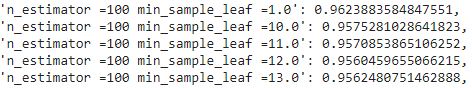 'n_estimator =100 min_sample_leaf =1.0': 0.9623883584847551,
'n_estimator =100 min_sample_leaf =10.0': 0.9575281028641823,
'n_estimator =100 min_sample_leaf =11.0': 0.9570853865106252,
'n_estimator =100 min_sample_leaf =12.0': 0.9560459655066215,
'n_estimator =100 min_sample_leaf =13.0': 0.9562480751462888,